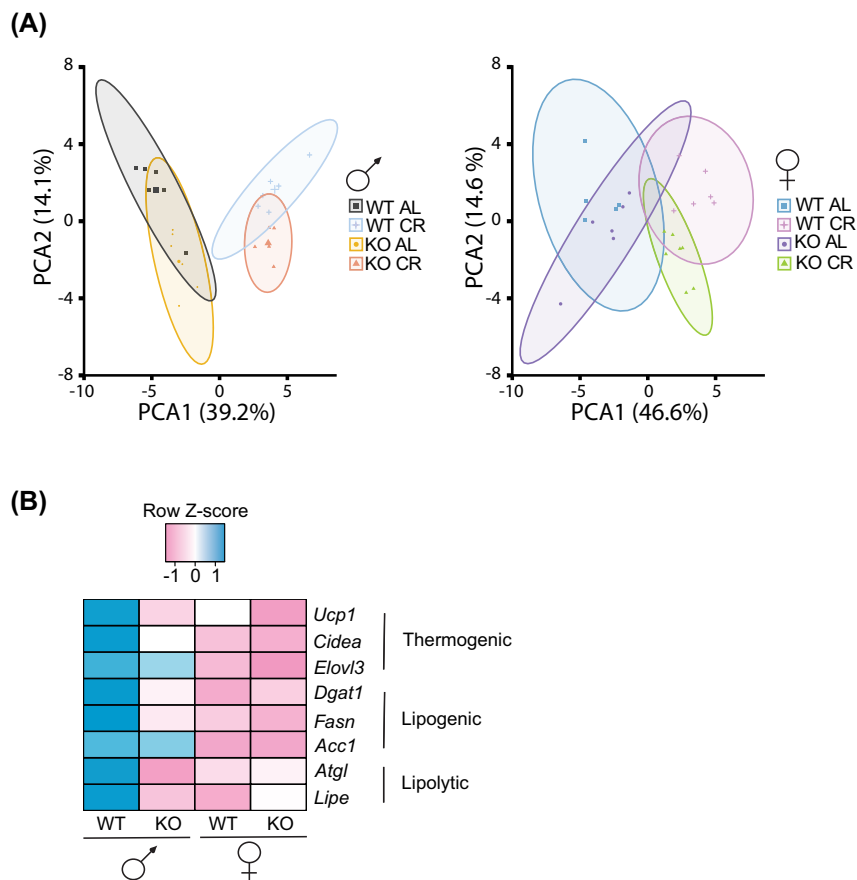 (A)
8
4
0
-4
-8
-10
-5
0
5
PCA2 (14.1%)
PCA1 (39.2%)
WT AL
WT CR
KO AL
KO CR
8
4
0
-4
-8
-10
-5
0
5
PCA2 (14.6 %)
PCA1 (46.6%)
WT AL
WT CR
KO AL
KO CR
(B)
Row Z-score
-1 0 1
Ucp1
Cidea
Elovl3
Thermogenic
Dgat1
Fasn
Acc1
Lipogenic
Atgl
Lipe
Lipolytic
WT KO WT KO